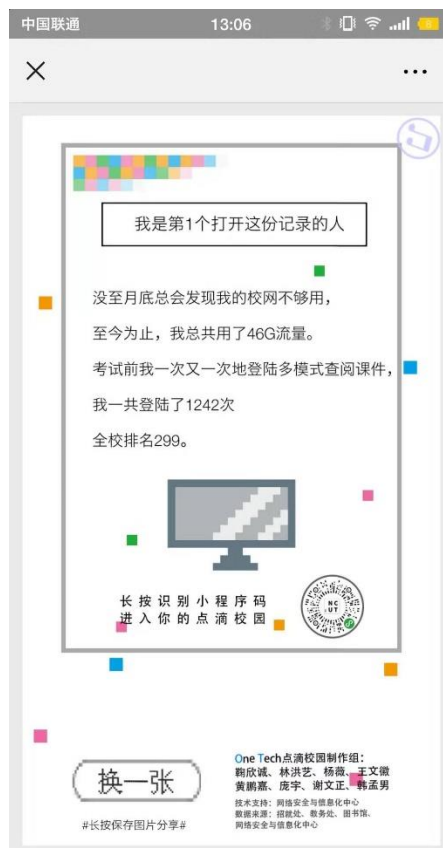 中国联通
13:06
我是第1个打开这份记录的人
没至月底总会发现我的校网不够用，
至今为止，我总共用了46G流量。
考试前我一次又一次地登陆多模式查阅课件，
我一共登陆了1242次
全校排名299。
长按识别小程序码
进入你的点滴校园
NC
UT
换一张
#长按保存图片分享#
One Tech点滴校园制作组：
鞠欣诚、林洪艺、杨薇、王文徽
黄鹏嘉、庞宇、谢文正、韩孟男
技术支持：网络安全与信息化中心
数据来源：招就处、教务处、图书馆、
网络安全与信息化中心